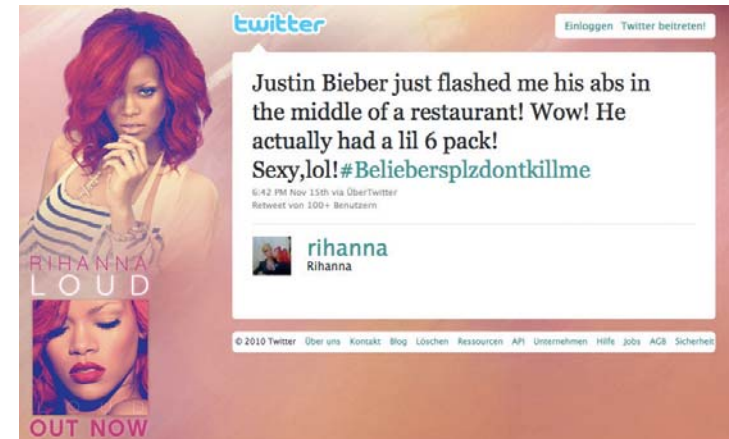 twitter
Einloggen Twitter beitreten!
Justin Bieber just flashed me his abs in
the middle of a restaurant! Wow! He
actually had a lil 6 pack!
Sexy,lol!#Beliebersplzdontkillme
6:42 PM Nov 15th via ÜberTwitter
Retweet von 100+ Benutzern
rihanna
Rihanna
RIHANNA
LOUD
OUT NOW
© 2010 Twitter Über uns Kontakt Blog Löschen Ressourcen API Unternehmen Hilfe Jobs AGB Sicherheit